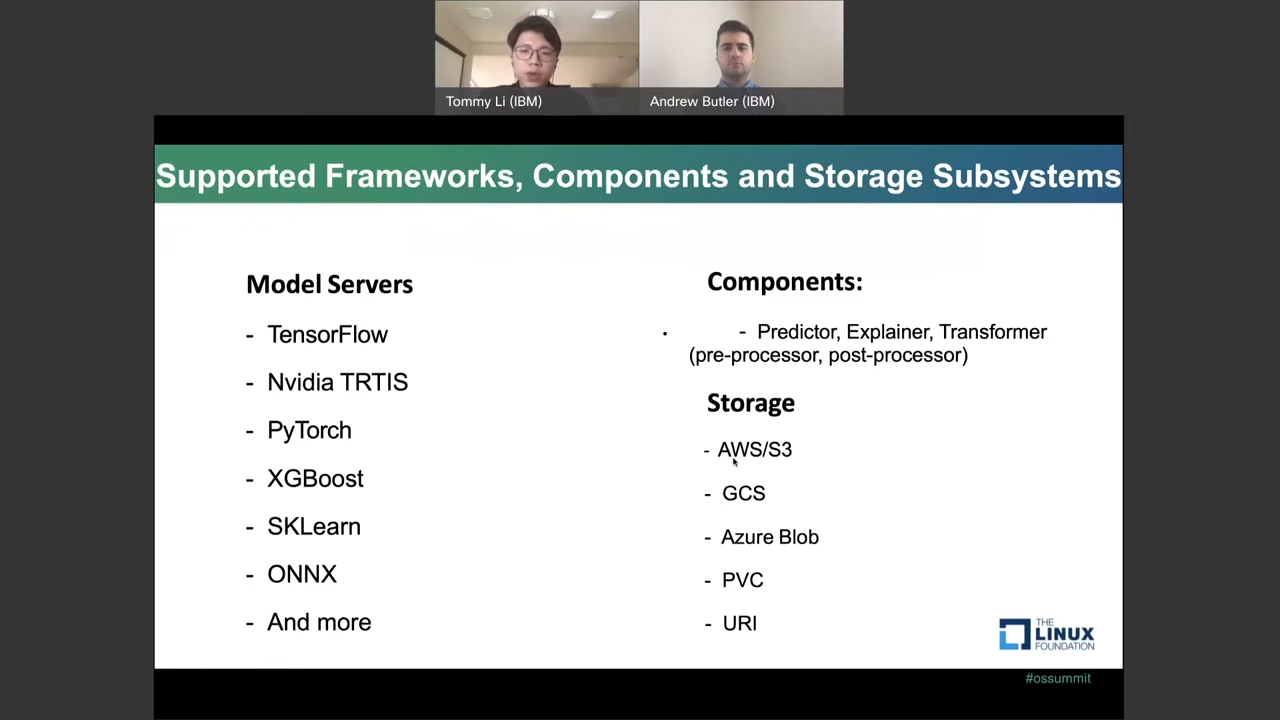 Tommy Li (IBM)
Andrew Butler (IBM)
Supported Frameworks, Components and Storage Subsystems
Model Servers
- TensorFlow
- Nvidia TRTIS
- PyTorch
- XGBoost
- SKLearn
- ONNX
- And more
Components:
• - Predictor, Explainer, Transformer
(pre-processor, post-processor)
Storage
- AWS/S3
- GCS
- Azure Blob
- PVC
- URI
THE
LINUX
FOUNDATION
#ossummit